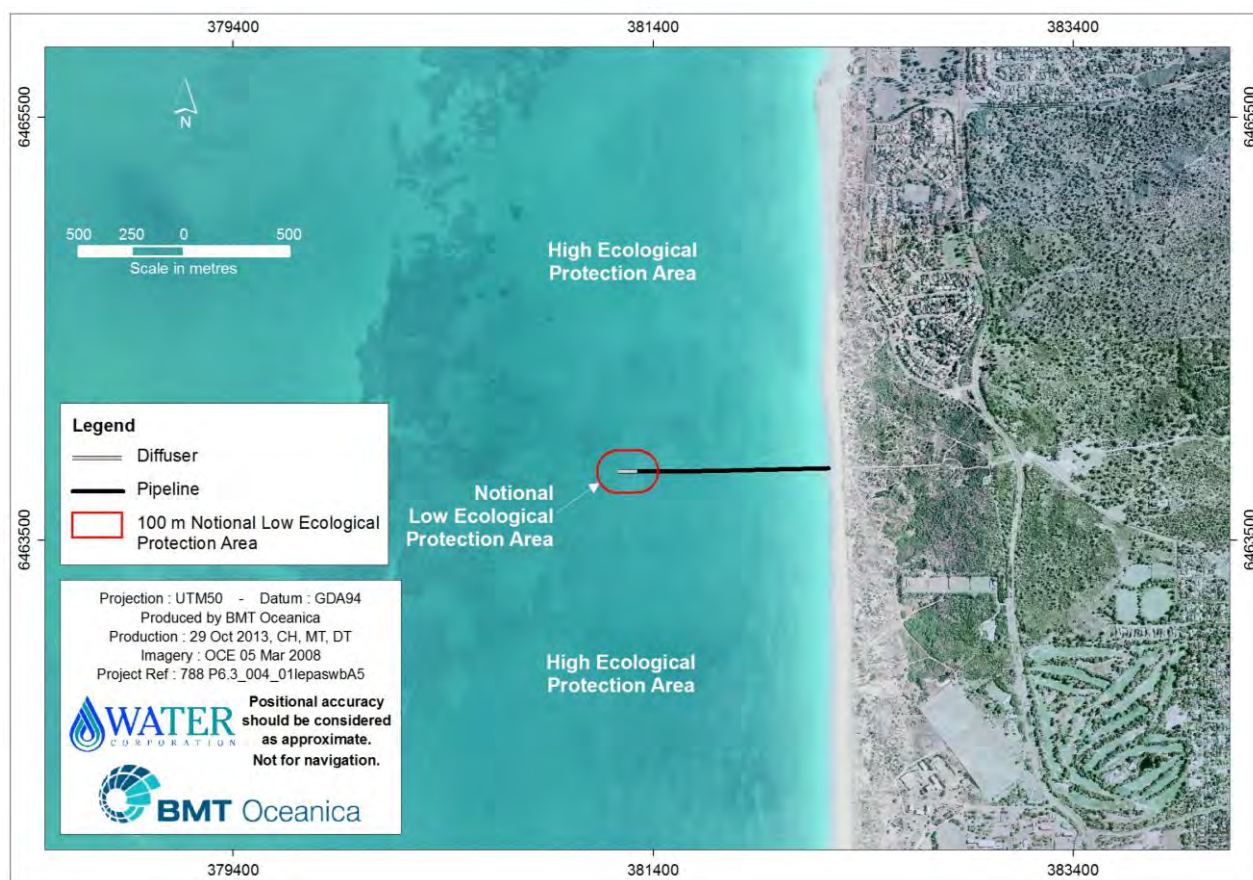 379400
381400
383400
6465500
6465500
N
500 250 0 500
Scale in metres
High Ecological
Protection Area
Legend
Diffuser
Pipeline
100 m Notional Low Ecological
Protection Area
Notional
Low Ecological
Protection Area
6463500
6463500
Projection : UTM50 - Datum : GDA94
Produced by BMT Oceanica
Production : 29 Oct 2013, CH, MT, DT
Imagery : OCE 05 Mar 2008
Project Ref : 788 P6.3_004_01lepaswbA5
WATER
CORPORATION
Positional accuracy
should be considered
as approximate.
Not for navigation.
BMT Oceanica
High Ecological
Protection Area
379400
381400
383400